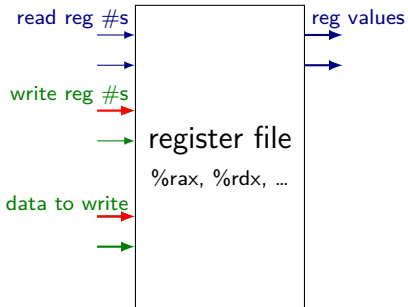 read reg #s
reg values
write reg #s
register file
%rax, %rdx, …
data to write